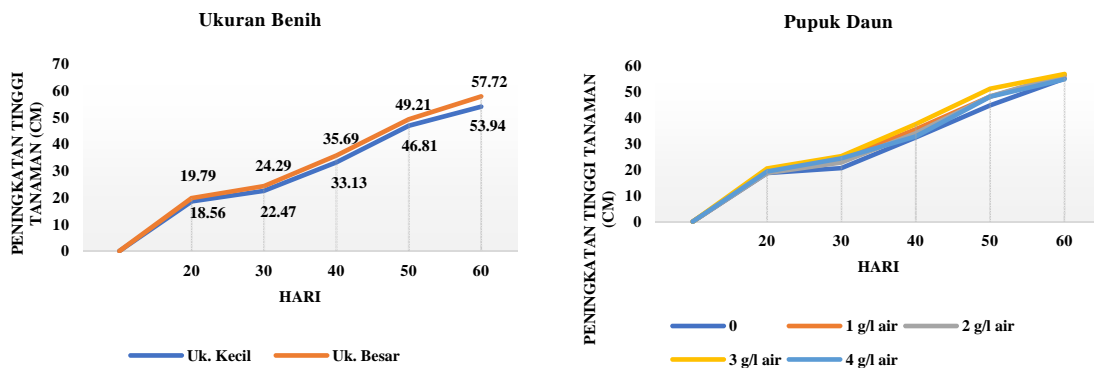 Ukuran Benih
PENINGKATAN TINGGI
TANAMAN (CM)
70
60
50
40
30
20
10
0
19.79
24.29
35.69
49.21
57.72
18.56
22.47
33.13
46.81
53.94
20
30
40
50
60
HARI
Uk. Kecil
Uk. Besar
Pupuk Daun
PENINGKATAN TINGGI TANAMAN
(CM)
60
50
40
30
20
10
0
20
30
40
50
60
HARI
0
1 g/l air
2 g/l air
3 g/l air
4 g/l air